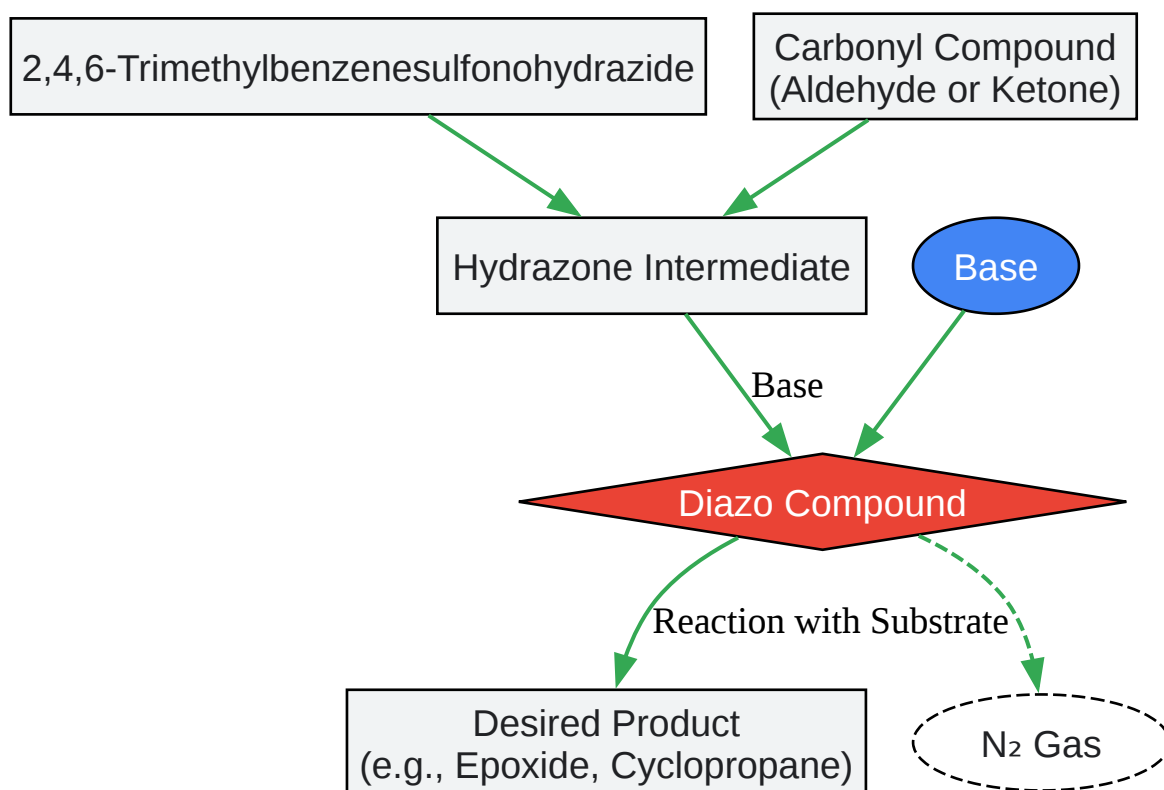 2,4,6-Trimethylbenzenesulfonohydrazide
Carbonyl Compound
(Aldehyde or Ketone)
Hydrazone Intermediate
Base
Base
Diazo Compound
Reaction with Substrate
Desired Product
(e.g., Epoxide, Cyclopropane)
N₂ Gas